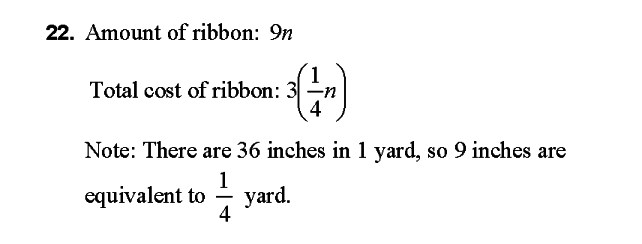 22. Amount of ribbon: 9n
Total cost of ribbon: 3(1/4 n)
Note: There are 36 inches in 1 yard, so 9 inches are
equivalent to 1/4 yard.